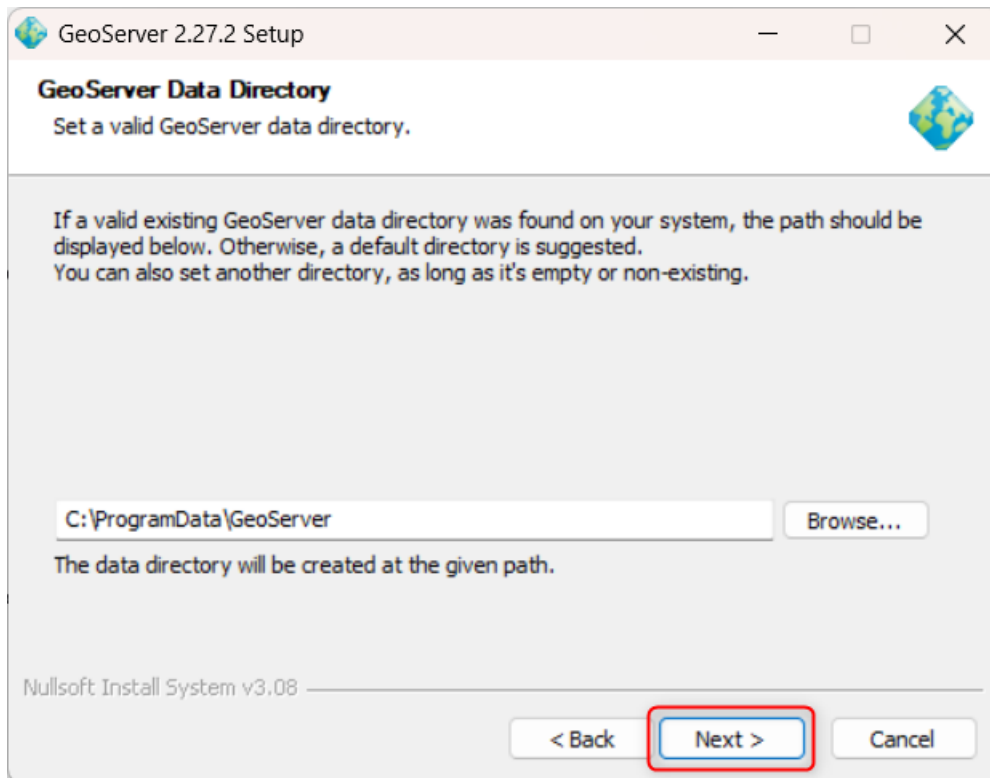 GeoServer 2.27.2 Setup
GeoServer Data Directory
Set a valid GeoServer data directory.
If a valid existing GeoServer data directory was found on your system, the path should be
displayed below. Otherwise, a default directory is suggested.
You can also set another directory, as long as it's empty or non-existing.
C:\ProgramData\GeoServer
Browse...
The data directory will be created at the given path.
Nullsoft Install System v3.08
< Back
Next >
Cancel